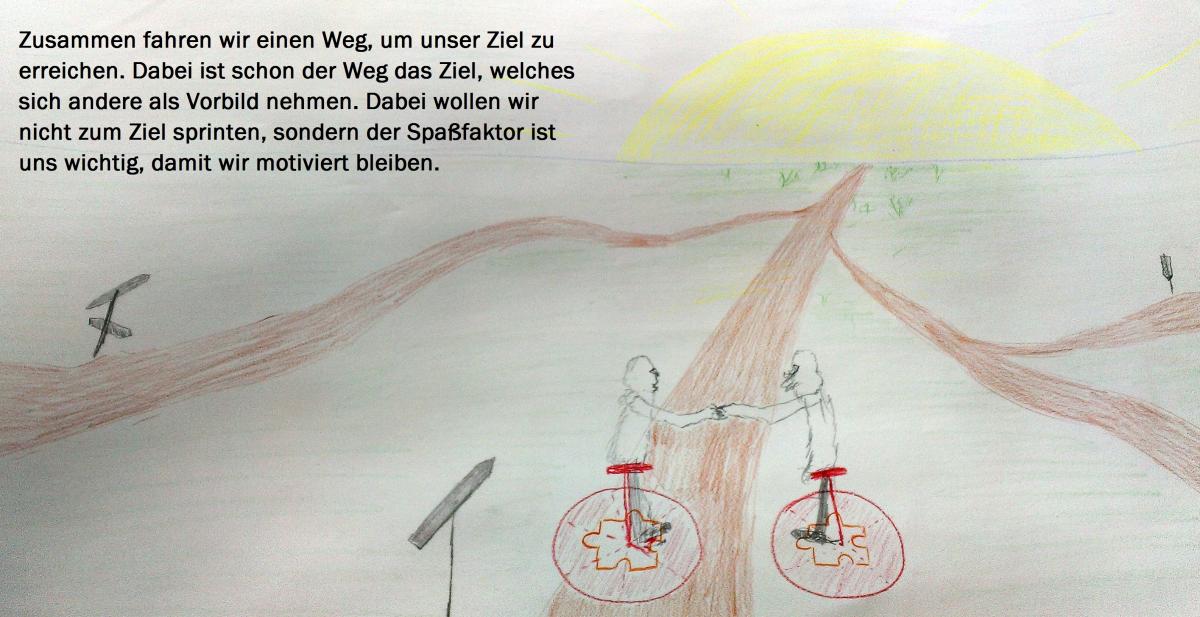 Zusammen fahren wir einen Weg, um unser Ziel zu
erreichen. Dabei ist schon der Weg das Ziel, welches
sich andere als Vorbild nehmen. Dabei wollen wir
nicht zum Ziel sprinten, sondern der Spaßfaktor ist
uns wichtig, damit wir motiviert bleiben.